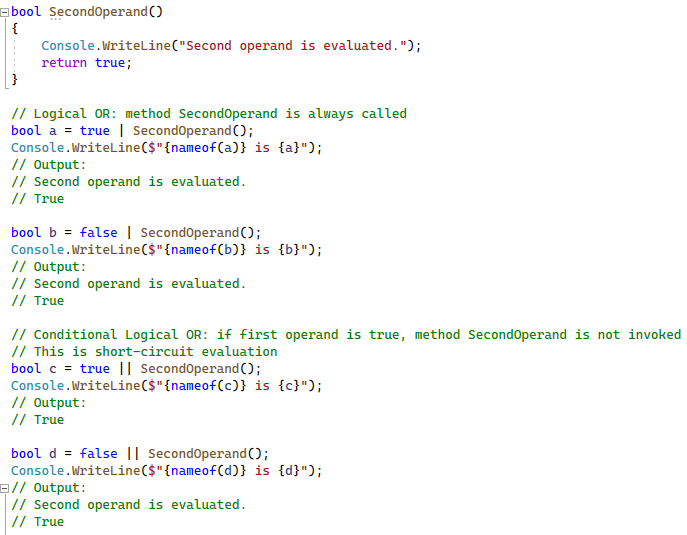 bool SecondOperand()
{
    Console.WriteLine("Second operand is evaluated.");
    return true;
}
// Logical OR: method SecondOperand is always called
bool a = true | SecondOperand();
Console.WriteLine($"{nameof(a)} is {a}");
// Output:
// Second operand is evaluated.
// True
bool b = false | SecondOperand();
Console.WriteLine($"{nameof(b)} is {b}");
// Output:
// Second operand is evaluated.
// True
// Conditional Logical OR: if first operand is true, method SecondOperand is not invoked
// This is short-circuit evaluation
bool c = true || SecondOperand();
Console.WriteLine($"{nameof(c)} is {c}");
// Output:
// True
bool d = false || SecondOperand();
Console.WriteLine($"{nameof(d)} is {d}");
// Output:
// Second operand is evaluated.
// True